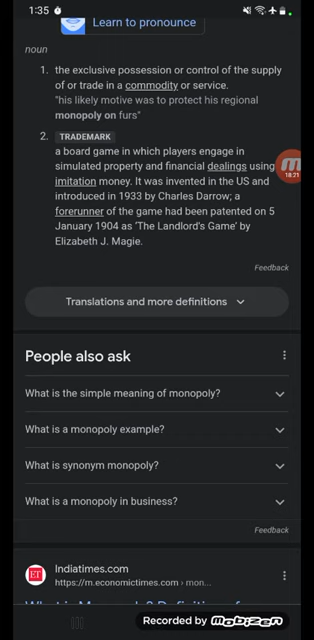 1:35
Learn to pronounce
noun
1. the exclusive possession or control of the supply
of or trade in a commodity or service.
"his likely motive was to protect his regional
monopoly on furs"
2. TRADEMARK
a board game in which players engage in
simulated property and financial dealings using
imitation money. It was invented in the US and
introduced in 1933 by Charles Darrow; a
forerunner of the game had been patented on 5
January 1904 as ‘The Landlord's Game’ by
Elizabeth J. Magie.
18:21
Feedback
Translations and more definitions
People also ask
What is the simple meaning of monopoly?
What is a monopoly example?
What is synonym monopoly?
What is a monopoly in business?
Feedback
ET
Indiatimes.com
https://m.economictimes.com › mon...
Recorded by mobizen